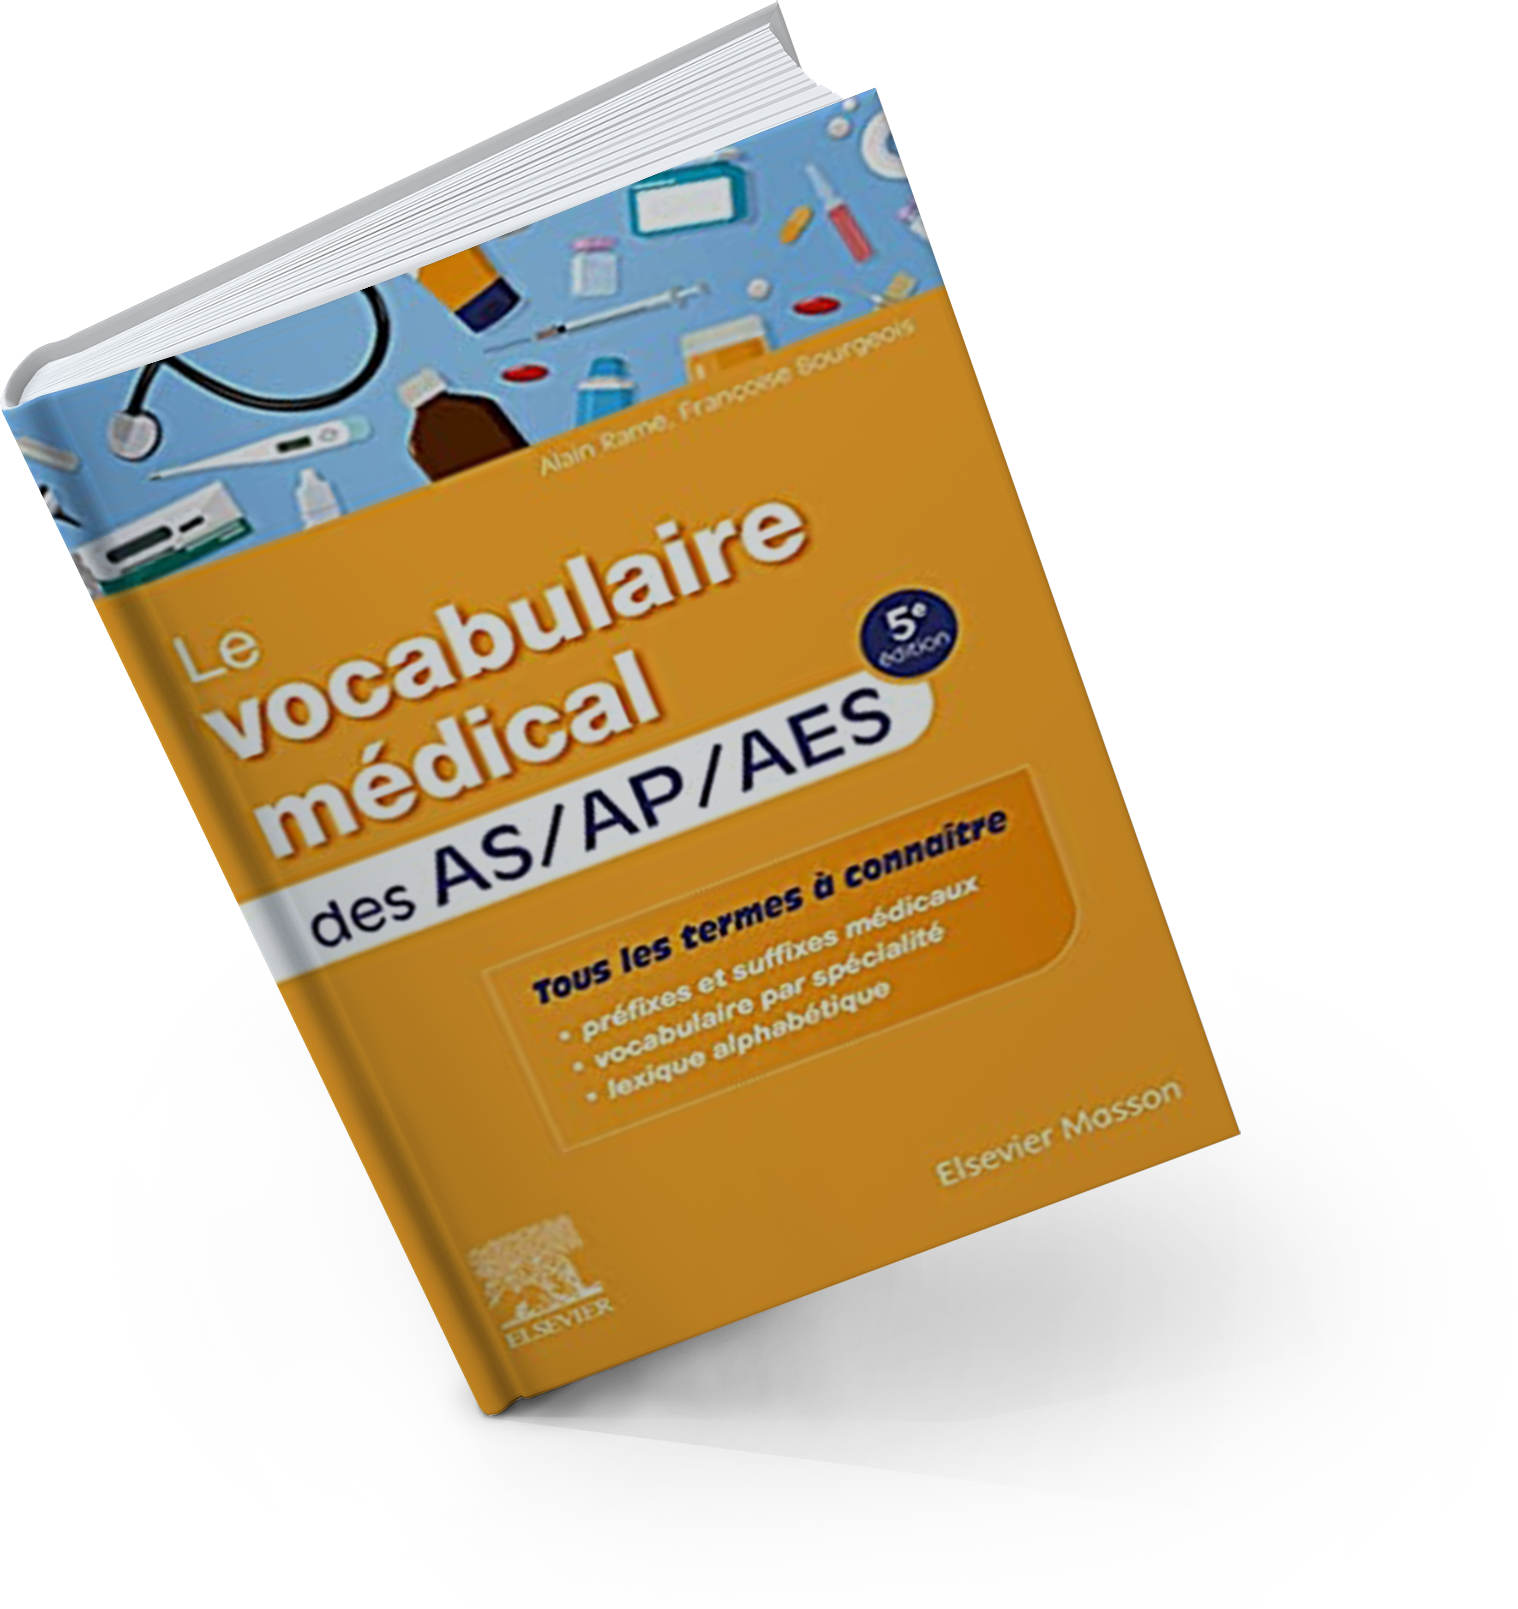 Alain Ramé, Françoise Bourgeois
Le
vocabulaire
médical
5e
édition
des AS/AP/AES
Tous les termes à connaître
• préfixes et suffixes médicaux
• vocabulaire par spécialité
• lexique alphabétique
Elsevier Masson
ELSEVIER